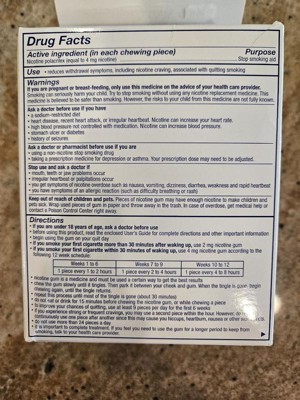 Drug Facts
Active ingredient (in each chewing piece) Purpose
Nicotine polacrilex (equal to 4 mg nicotine) Stop smoking aid
Use • reduces withdrawal symptoms, including nicotine craving, associated with quitting smoking
Warnings
If you are pregnant or breast-feeding, only use this medicine on the advice of your health care provider.
Smoking can seriously harm your child. Try to stop smoking without using any nicotine replacement medicine. This
medicine is believed to be safer than smoking. However, the risks to your child from this medicine are not fully known.
Ask a doctor before use if you have
• a sodium-restricted diet
• heart disease, recent heart attack, or irregular heartbeat. Nicotine can increase your heart rate.
• high blood pressure not controlled with medication. Nicotine can increase blood pressure.
• stomach ulcer or diabetes
• history of seizures
Ask a doctor or pharmacist before use if you are
• using a non-nicotine stop smoking drug
• taking a prescription medicine for depression or asthma. Your prescription dose may need to be adjusted.
Stop use and ask a doctor if
• mouth, teeth or jaw problems occur
• irregular heartbeat or palpitations occur
• you get symptoms of nicotine overdose such as nausea, vomiting, dizziness, diarrhea, weakness and rapid heartbeat
• you have symptoms of an allergic reaction (such as difficulty breathing or rash)
Keep out of reach of children and pets. Pieces of nicotine gum may have enough nicotine to make children and
pets sick. Wrap used pieces of gum in paper and throw away in the trash. In case of overdose, get medical help or
contact a Poison Control Center right away.
Directions
• if you are under 18 years of age, ask a doctor before use
• before using this product, read the enclosed User's Guide for complete directions and other important information
• begin using the gum on your quit day
• if you smoke your first cigarette more than 30 minutes after waking up, use 2 mg nicotine gum
• if you smoke your first cigarette within 30 minutes of waking up, use 4 mg nicotine gum according to the
following 12 week schedule:
Weeks 1 to 6 Weeks 7 to 9 Weeks 10 to 12
1 piece every 1 to 2 hours 1 piece every 2 to 4 hours 1 piece every 4 to 8 hours
• nicotine gum is a medicine and must be used a certain way to get the best results
• chew the gum slowly until it tingles. Then park it between your cheek and gum. When the tingle is gone, begin
chewing again, until the tingle returns.
• repeat this process until most of the tingle is gone (about 30 minutes)
• do not eat or drink for 15 minutes before chewing the nicotine gum, or while chewing a piece
• to improve your chances of quitting, use at least 9 pieces per day for the first 6 weeks
• if you experience strong or frequent cravings, you may use a second piece within the hour. However, do not
continuously use one piece after another since this may cause you hiccups, heartburn, nausea or other side effects.
• do not use more than 24 pieces a day
• it is important to complete treatment. If you feel you need to use the gum for a longer period to keep from
smoking, talk to your health care provider.